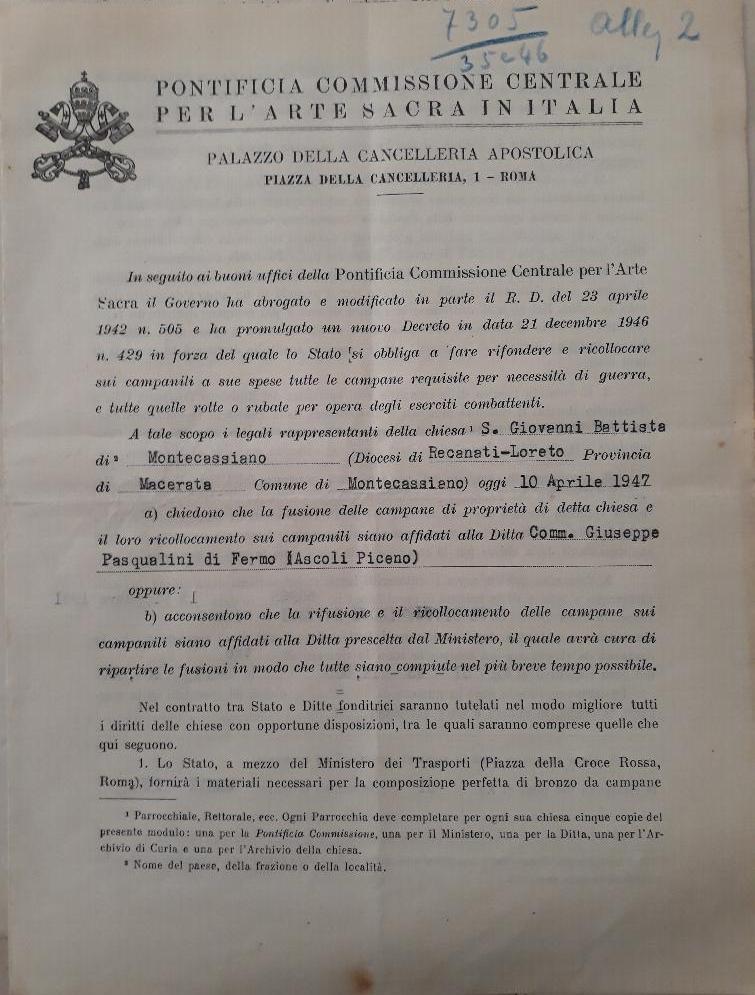 7305
35e46
alleg 2
PONTIFICIA COMMISSIONE CENTRALE
PER L'ARTE SACRA IN ITALIA
PALAZZO DELLA CANCELLERIA APOSTOLICA
PIAZZA DELLA CANCELLERIA, 1 - ROMA
In seguito ai buoni uffici della Pontificia Commissione Centrale per l'Arte
Sacra il Governo ha abrogato e modificato in parte il R. D. del 23 aprile
1942 n. 505 e ha promulgato un nuovo Decreto in data 21 decembre 1946
n. 429 in forza del quale lo Stato si obbliga a fare rifondere e ricollocare
sui campanili a sue spese tutte le campane requisite per necessità di guerra,
e tutte quelle rotte o rubate per opera degli eserciti combattenti.
A tale scopo i legali rappresentanti della chiesa¹ S. Giovanni Battista
di² Montecassiano (Diocesi di Recanati-Loreto Provincia
di Macerata Comune di Montecassiano) oggi 10 Aprile 1947
a) chiedono che la fusione delle campane di proprietà di detta chiesa e
il loro ricollocamento sui campanili siano affidati alla Ditta Comm. Giuseppe
Pasqualini di Fermo (Ascoli Piceno)
oppure:
b) acconsentono che la rifusione e il ricollocamento delle campane sui
campanili siano affidati alla Ditta prescelta dal Ministero, il quale avrà cura di
ripartire le fusioni in modo che tutte siano compiute nel più breve tempo possibile.
Nel contratto tra Stato e Ditte fonditrici saranno tutelati nel modo migliore tutti
i diritti delle chiese con opportune disposizioni, tra le quali saranno comprese quelle che
qui seguono.
1. Lo Stato, a mezzo del Ministero dei Trasporti (Piazza della Croce Rossa,
Roma), fornirà i materiali necessari per la composizione perfetta di bronzo da campane
¹ Parrocchiale, Rettorale, ecc. Ogni Parrocchia deve completare per ogni sua chiesa cinque copie del
presente modulo: una per la Pontificia Commissione, una per il Ministero, una per la Ditta, una per l'Ar-
chivio di Curia e una per l'Archivio della chiesa.
² Nome del paese, della frazione o della località.